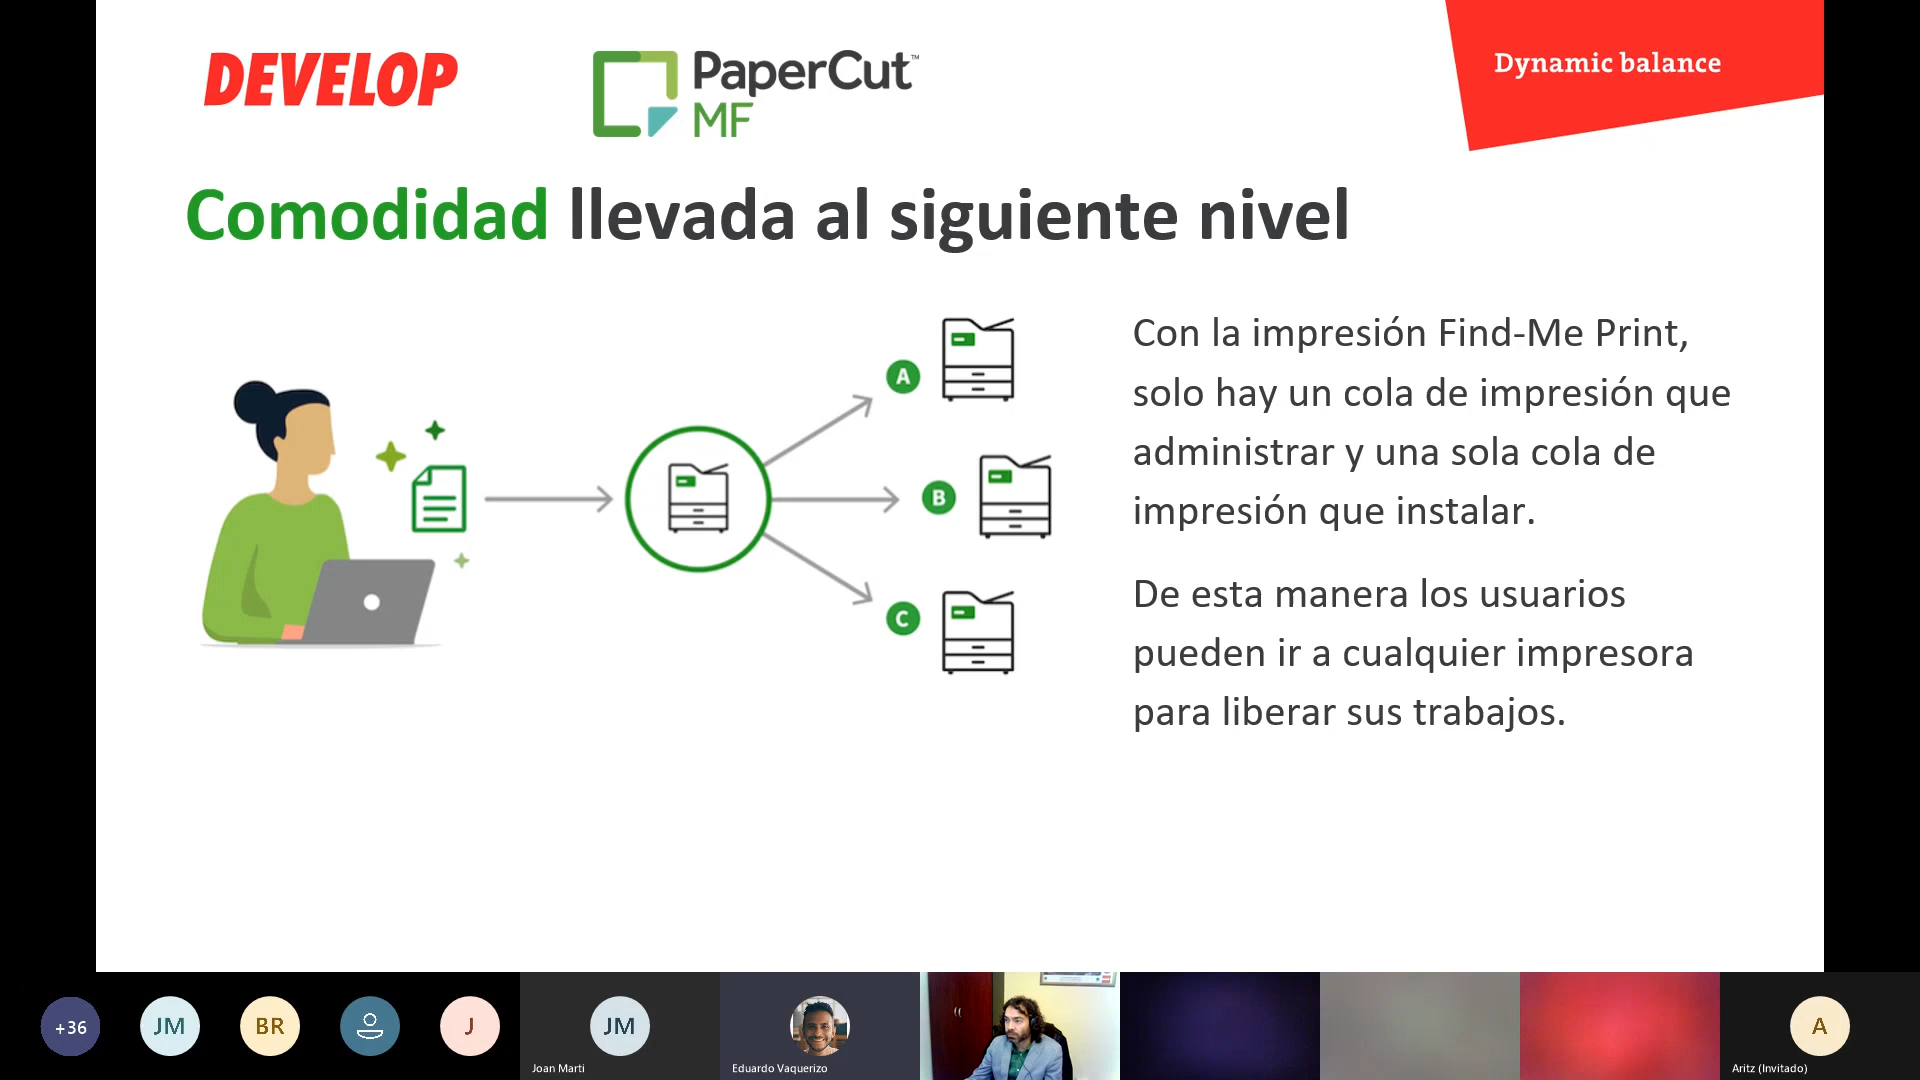 DEVELOP
PaperCut™
MF
Dynamic balance
Comodidad llevada al siguiente nivel
A
B
C
Con la impresión Find-Me Print,
solo hay un cola de impresión que
administrar y una sola cola de
impresión que instalar.
De esta manera los usuarios
pueden ir a cualquier impresora
para liberar sus trabajos.
+36
JM
BR
J
JM
Joan Marti
Eduardo Vaquerizo
A
Aritz (Invitado)